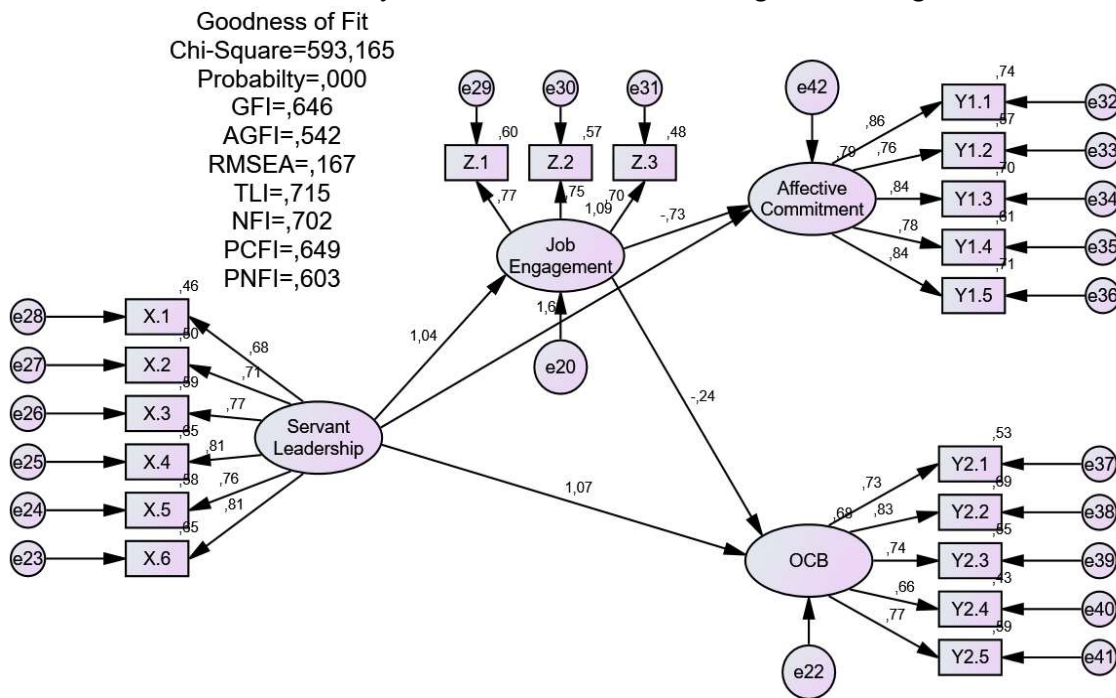 Goodness of Fit
Chi-Square=593,165
Probabilty=,000
GFI=,646
AGFI=,542
RMSEA=,167
TLI=,715
NFI=,702
PCFI=,649
PNFI=,603
e29
e30
e31
,60
,57
,48
Z.1
Z.2
Z.3
,77
,75
,70
1,09
Job
Engagement
e20
e42
,79
Affective
Commitment
-,73
1,6
1,04
,74
,86
Y1.1
e32
,57
,76
Y1.2
e33
,70
,84
Y1.3
e34
,61
,78
Y1.4
e35
,71
,84
Y1.5
e36
,46
e28
X.1
,68
,50
e27
X.2
,71
,59
e26
X.3
,77
,65
e25
X.4
,81
,58
e24
X.5
,76
,65
e23
X.6
,81
Servant
Leadership
-,24
1,07
,68
OCB
e22
,53
,73
Y2.1
e37
,69
,83
Y2.2
e38
,55
,74
Y2.3
e39
,43
,66
Y2.4
e40
,59
,77
Y2.5
e41